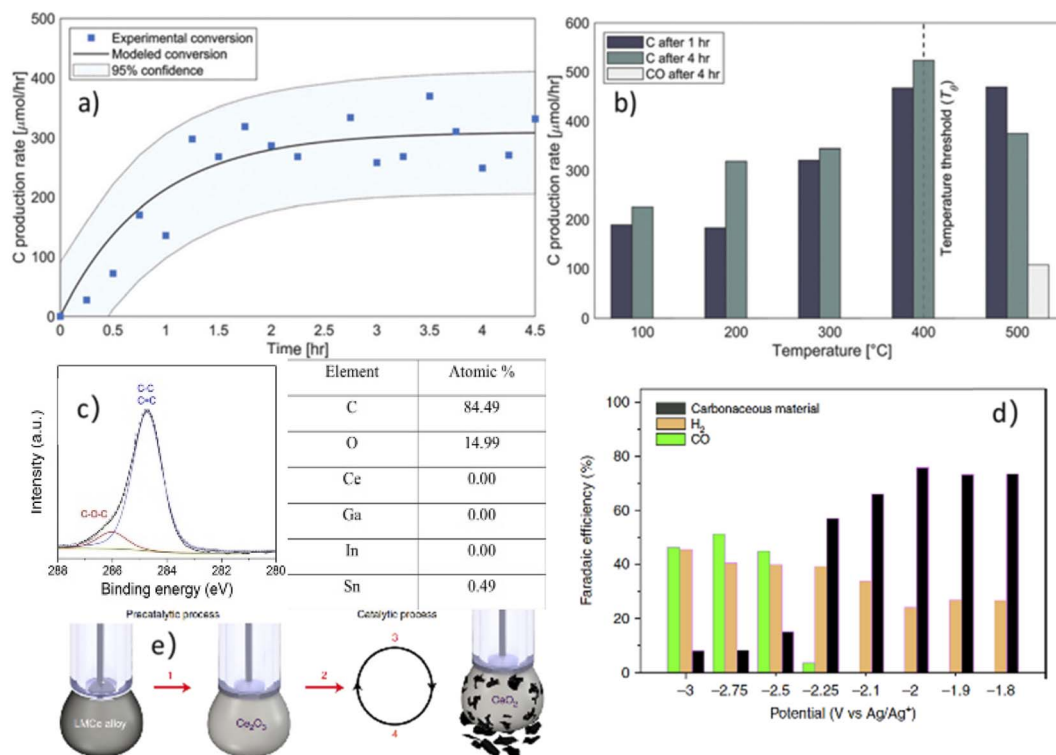 a)
Experimental conversion
Modeled conversion
95% confidence
C production rate [μmol/hr]
500
400
300
200
100
0
0 0.5 1 1.5 2 2.5 3 3.5 4 4.5
Time [hr]
b)
C after 1 hr
C after 4 hr
CO after 4 hr
Temperature threshold (Tθ)
C production rate [μmol/hr]
600
500
400
300
200
100
0
100 200 300 400 500
Temperature [°C]
c)
C-C
C=C
C-O-C
Intensity (a.u.)
288 286 284 282 280
Binding energy (eV)
Element Atomic %
C 84.49
O 14.99
Ce 0.00
Ga 0.00
In 0.00
Sn 0.49
d)
Carbonaceous material
H2
CO
Faradaic efficiency (%)
100
80
60
40
20
0
−3 −2.75 −2.5 −2.25 −2.1 −2 −1.9 −1.8
Potential (V vs Ag/Ag+)
Precatalytic process
Catalytic process
e)
1
2
3
4
LMCe alloy
Ce2O3
CeO2